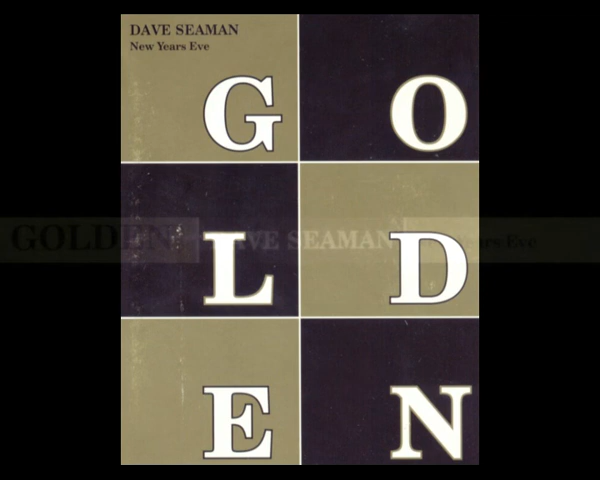 DAVE SEAMAN
New Years Eve
G O
L D
E N
GOLDEN DAVE SEAMAN New Years Eve